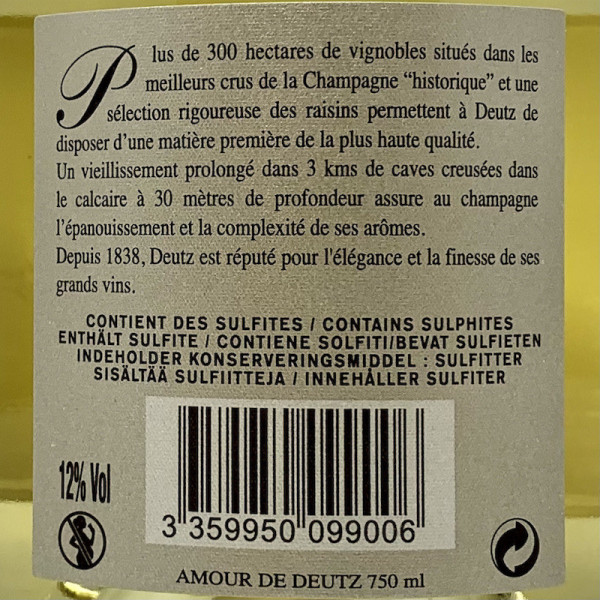 Plus de 300 hectares de vignobles situés dans les
meilleurs crus de la Champagne “historique” et une
sélection rigoureuse des raisins permettent à Deutz de
disposer d’une matière première de la plus haute qualité.
Un vieillissement prolongé dans 3 kms de caves creusées dans
le calcaire à 30 mètres de profondeur assure au champagne
l’épanouissement et la complexité de ses arômes.
Depuis 1838, Deutz est réputé pour l'élégance et la finesse de ses
grands vins.
CONTIENT DES SULFITES / CONTAINS SULPHITES
ENTHÄLT SULFITE / CONTIENE SOLFITI/BEVAT SULFIETEN
INDEHOLDER KONSERVERINGSMIDDEL : SULFITTER
SISÄLTÄÄ SULFIITTEJA / INNEHÅLLER SULFITER
12% Vol
3 359950 099006
AMOUR DE DEUTZ 750 ml